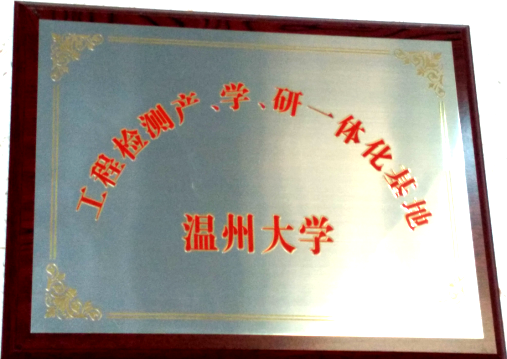 工程检测产、学、研一体化基地
温州大学